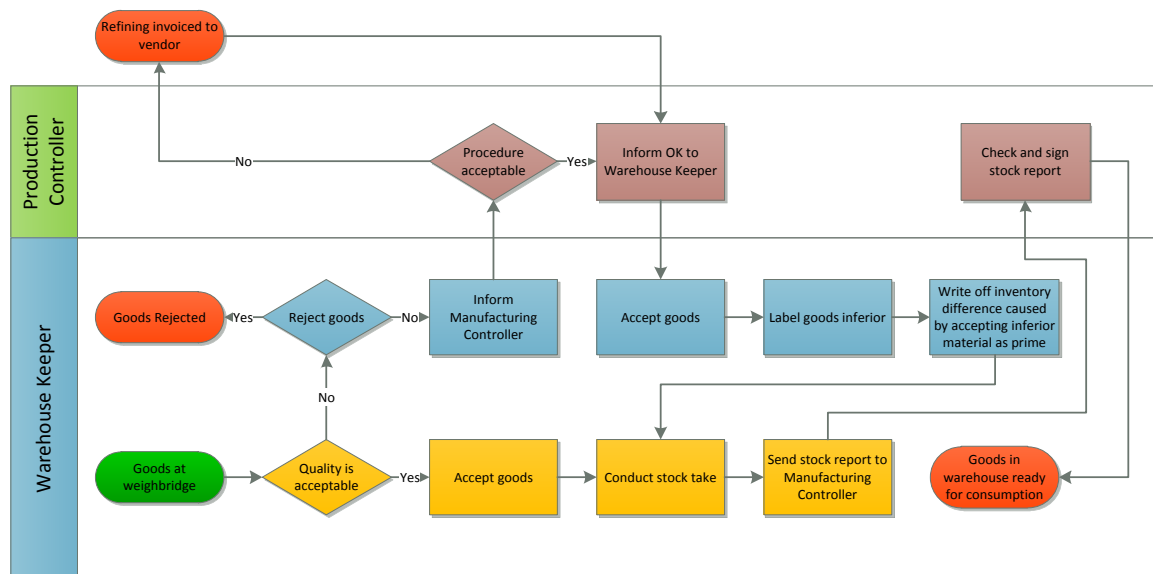 Refining invoiced to
vendor
Production
Controller
No
Procedure
acceptable
Yes
Inform OK to
Warehouse Keeper
Check and sign
stock report
Warehouse Keeper
Goods Rejected
Yes
Reject goods
No
Inform
Manufacturing
Controller
Accept goods
Label goods inferior
Write off inventory
difference caused
by accepting inferior
material as prime
No
Goods at
weighbridge
Quality is
acceptable
Yes
Accept goods
Conduct stock take
Send stock report to
Manufacturing
Controller
Goods in
warehouse ready
for consumption